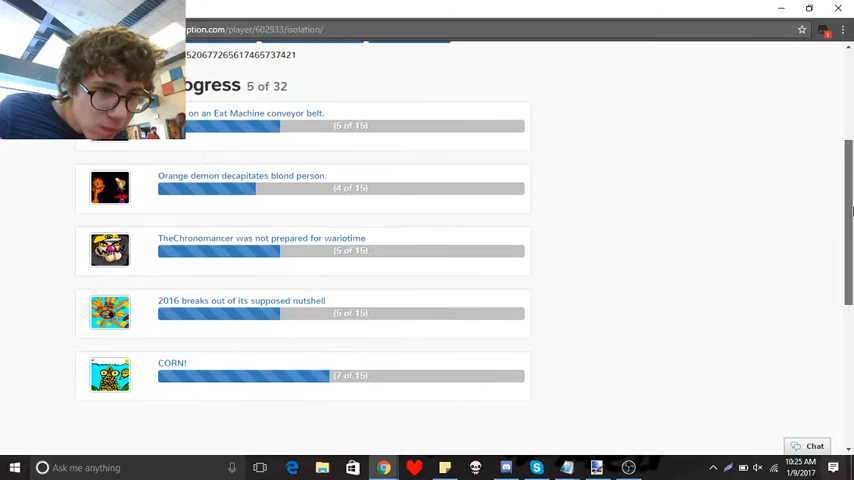 ption.com/player/602933/isolation/
520677265617465737421
ogress 5 of 32
on an Eat Machine conveyor belt.
(5 of 15)
Orange demon decapitates blond person.
(4 of 15)
TheChronomancer was not prepared for wariotime
(5 of 15)
2016 breaks out of its supposed nutshell
(5 of 15)
CORN!
(7 of 15)
Chat
Ask me anything
10:25 AM
1/9/2017